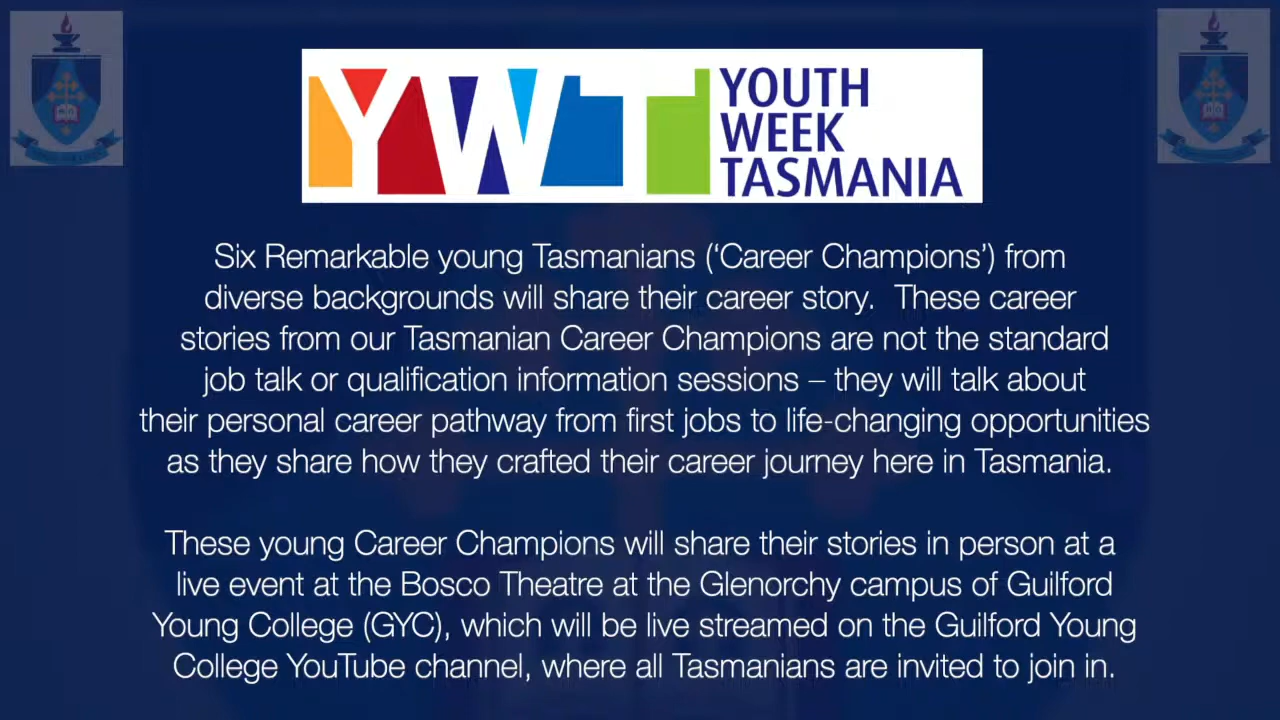 YWT
YOUTH
WEEK
TASMANIA
Six Remarkable young Tasmanians (‘Career Champions’) from
diverse backgrounds will share their career story.  These career
stories from our Tasmanian Career Champions are not the standard
job talk or qualification information sessions – they will talk about
their personal career pathway from first jobs to life-changing opportunities
as they share how they crafted their career journey here in Tasmania.
These young Career Champions will share their stories in person at a
live event at the Bosco Theatre at the Glenorchy campus of Guilford
Young College (GYC), which will be live streamed on the Guilford Young
College YouTube channel, where all Tasmanians are invited to join in.